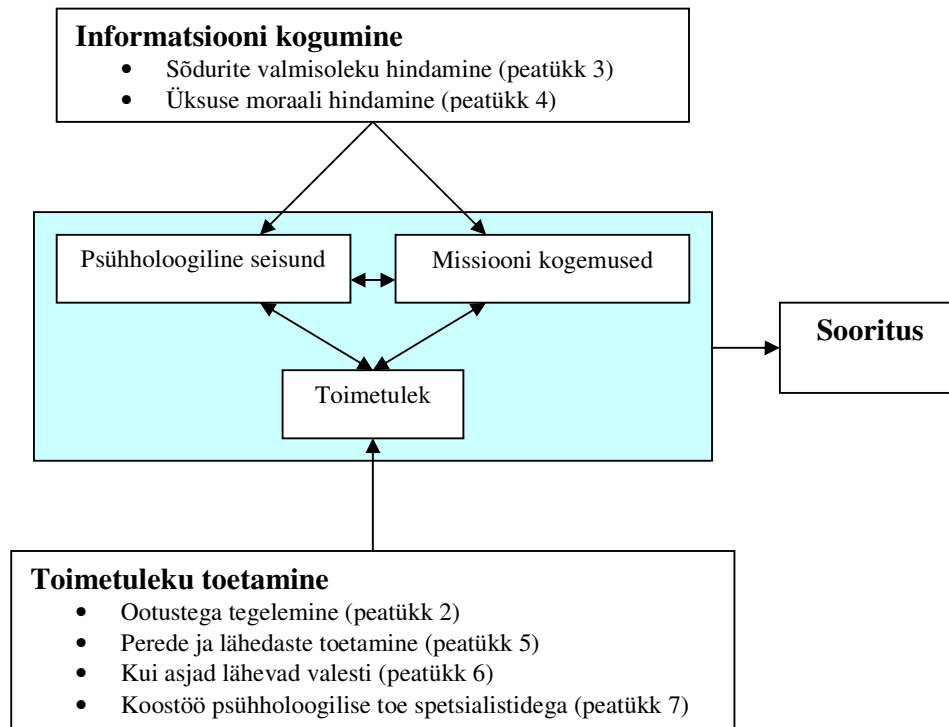 Informatsiooni kogumine
• Sõdurite valmisoleku hindamine (peatükk 3)
• Üksuse moraali hindamine (peatükk 4)
Psühholoogiline seisund
Missiooni kogemused
Sooritus
Toimetulek
Toimetuleku toetamine
• Ootustega tegelemine (peatükk 2)
• Perede ja lähedaste toetamine (peatükk 5)
• Kui asjad lähevad valesti (peatükk 6)
• Koostöö psühholoogilise toe spetsialistidega (peatükk 7)